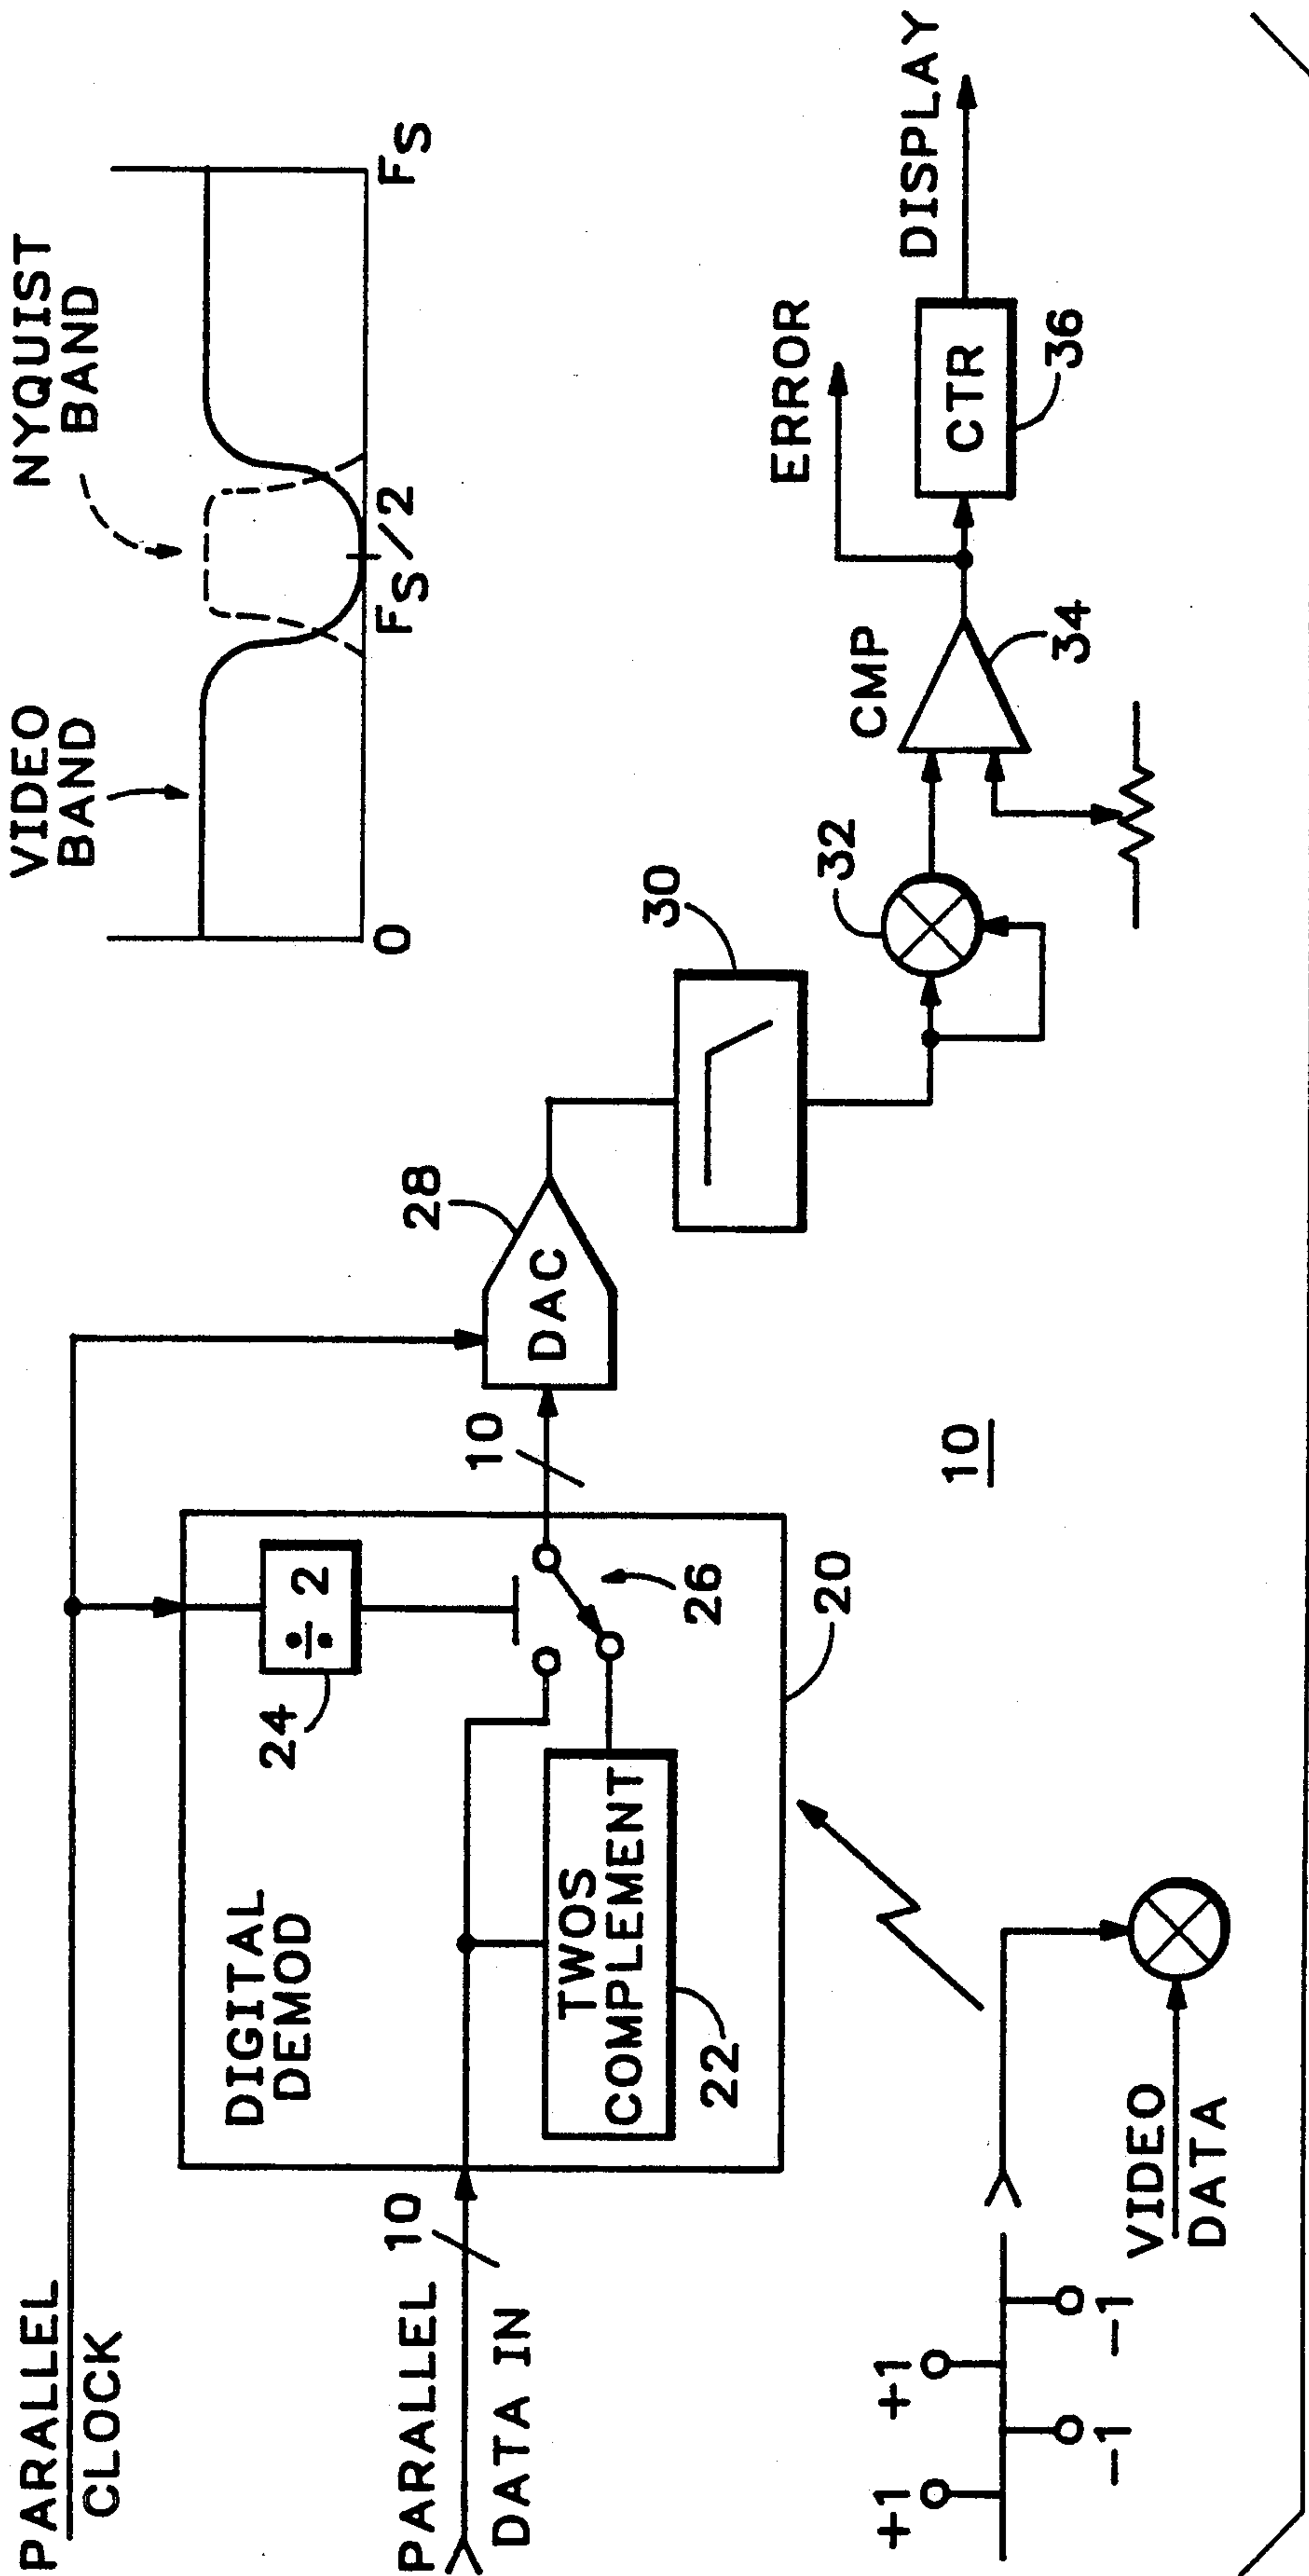 PARALLEL
CLOCK
VIDEO
BAND
NYQUIST
BAND
0
FS/2
FS
DIGITAL
DEMOD
24
÷ 2
PARALLEL
DATA IN
10
TWOS
COMPLEMENT
22
26
20
10
DAC
28
30
32
CMP
34
ERROR
CTR
36
DISPLAY
10
+1
+1
-1
-1
VIDEO
DATA